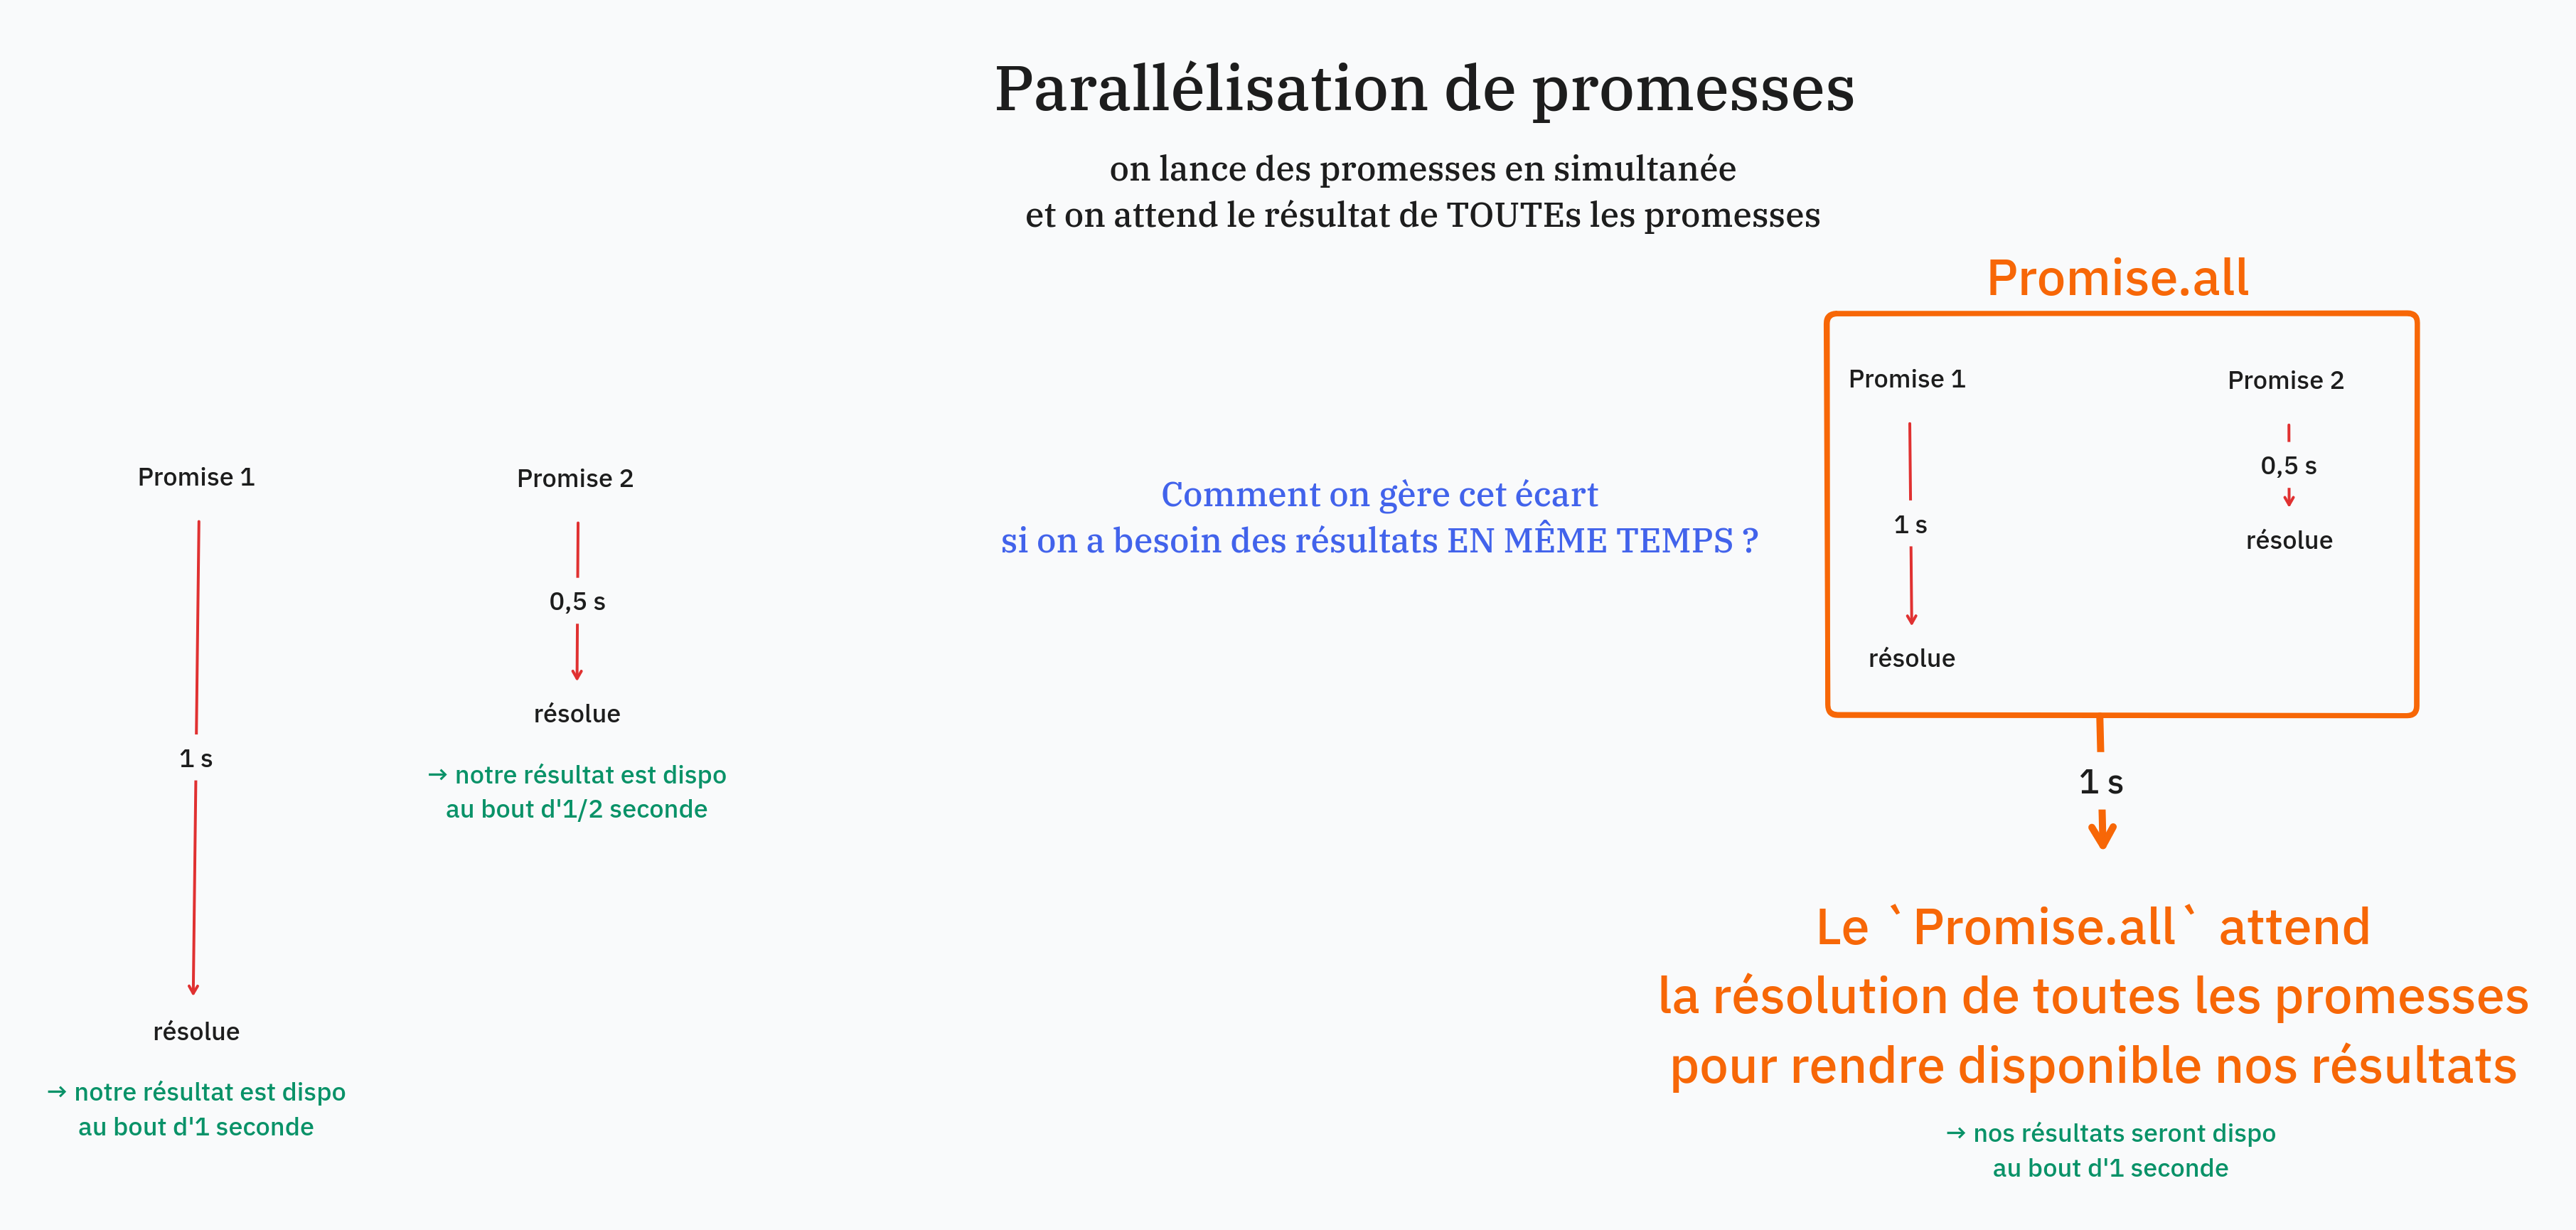 Parallélisation de promesses
on lance des promesses en simultanée
et on attend le résultat de TOUTEs les promesses
Promise 1
1 s
résolue
→ notre résultat est dispo
au bout d'1 seconde
Promise 2
0,5 s
résolue
→ notre résultat est dispo
au bout d'1/2 seconde
Comment on gère cet écart
si on a besoin des résultats EN MÊME TEMPS ?
Promise.all
Promise 1
1 s
résolue
Promise 2
0,5 s
résolue
1 s
Le `Promise.all` attend
la résolution de toutes les promesses
pour rendre disponible nos résultats
→ nos résultats seront dispo
au bout d'1 seconde